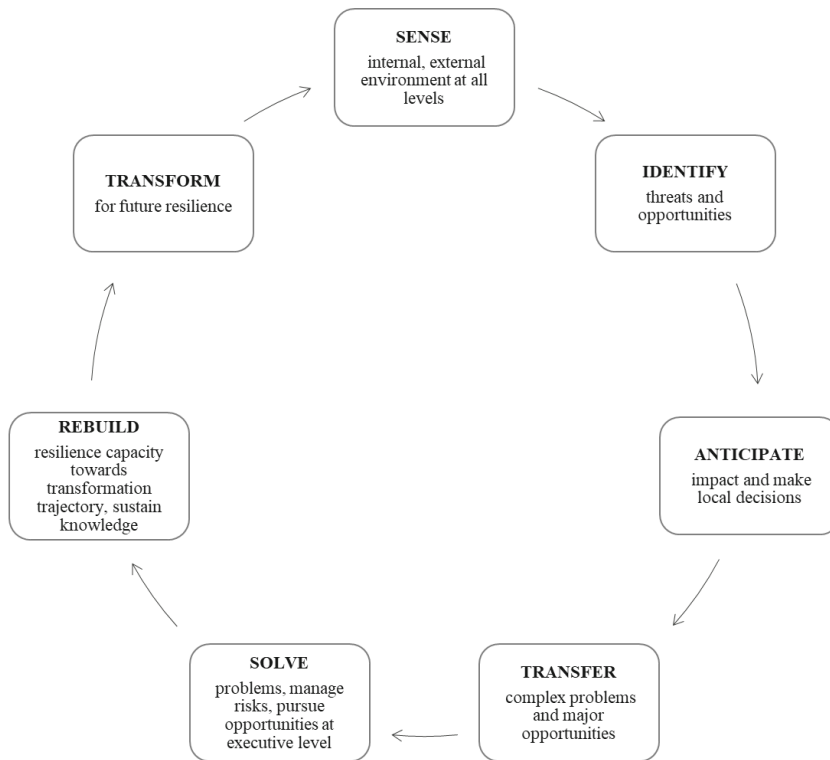 SENSE
internal, external
environment at all
levels
IDENTIFY
threats and
opportunities
ANTICIPATE
impact and make
local decisions
TRANSFER
complex problems
and major
opportunities
SOLVE
problems, manage
risks, pursue
opportunities at
executive level
REBUILD
resilience capacity
towards
transformation
trajectory, sustain
knowledge
TRANSFORM
for future resilience